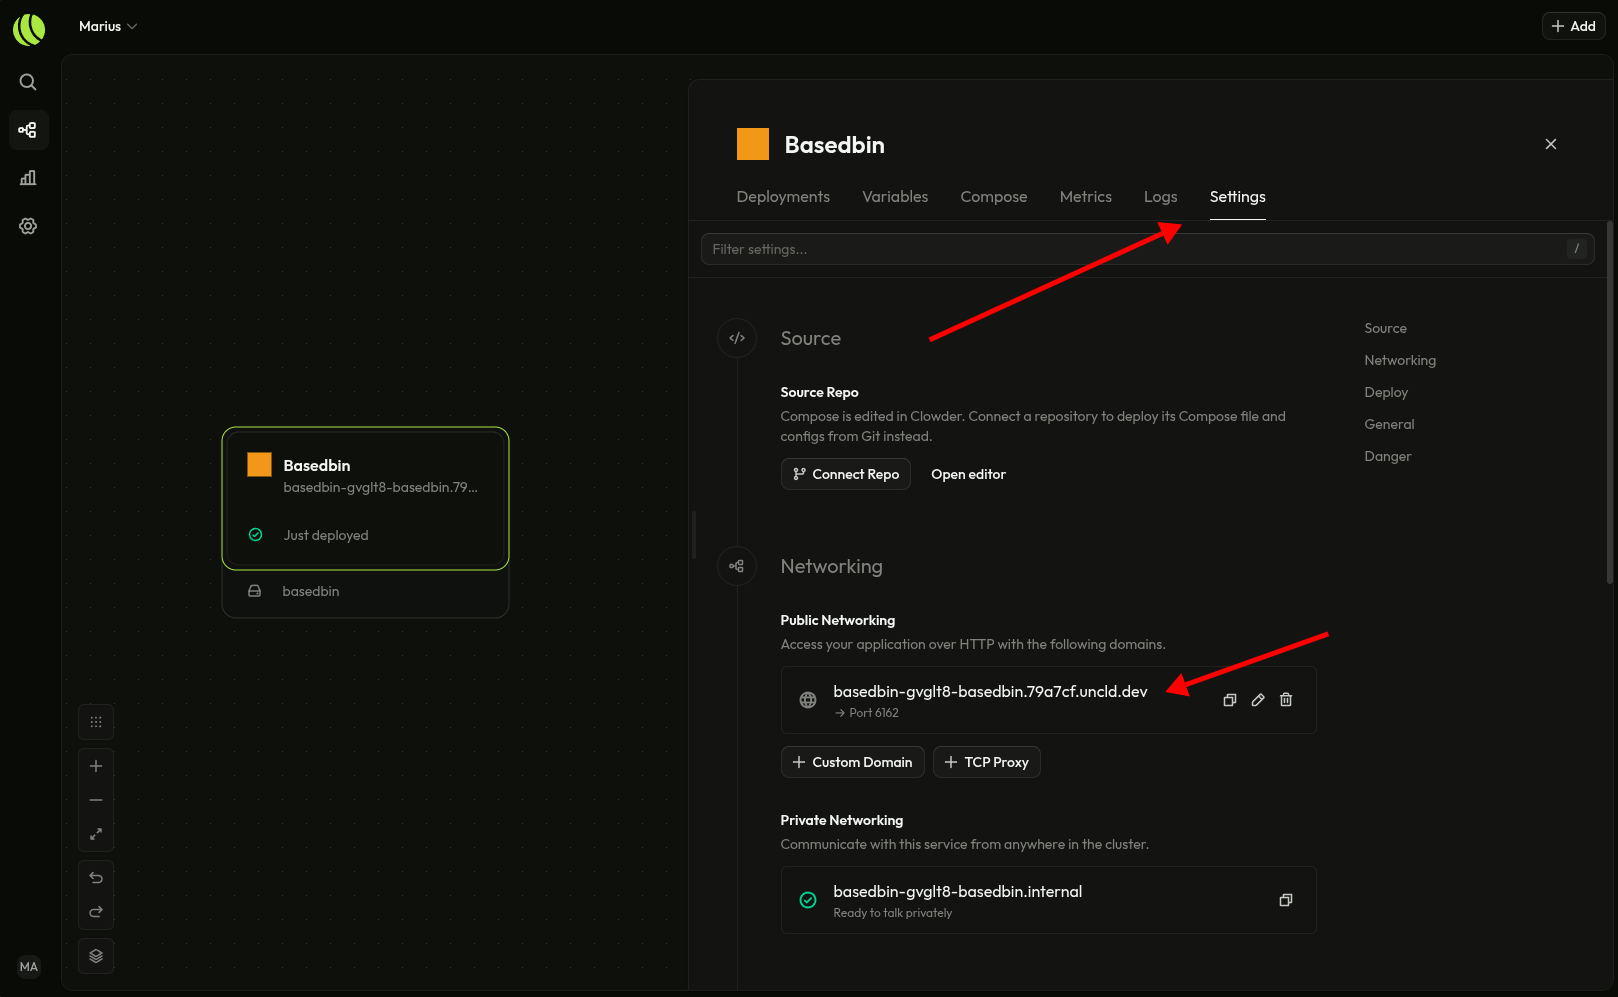 Marius
Add
Basedbin
Deployments
Variables
Compose
Metrics
Logs
Settings
Filter settings...
/
Source
Source Repo
Compose is edited in Clowder. Connect a repository to deploy its Compose file and
configs from Git instead.
Connect Repo
Open editor
Source
Networking
Deploy
General
Danger
Basedbin
basedbin-gvglt8-basedbin.79...
Just deployed
basedbin
Networking
Public Networking
Access your application over HTTP with the following domains.
basedbin-gvglt8-basedbin.79a7cf.uncld.dev
→ Port 6162
Custom Domain
TCP Proxy
Private Networking
Communicate with this service from anywhere in the cluster.
basedbin-gvglt8-basedbin.internal
Ready to talk privately
MA